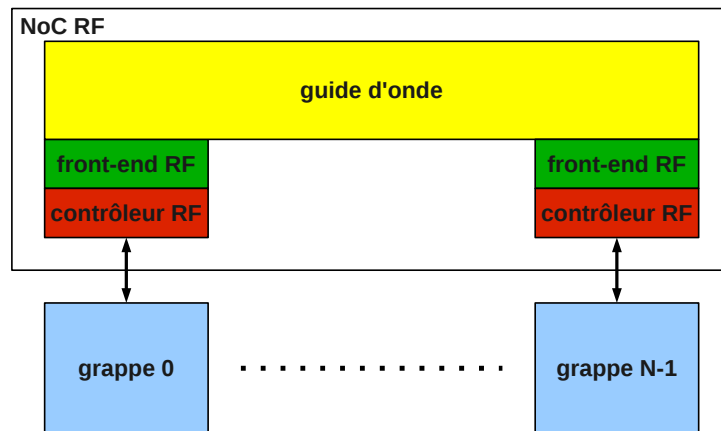 NoC RF
guide d'onde
front-end RF
front-end RF
contrôleur RF
contrôleur RF
grappe 0
grappe N-1